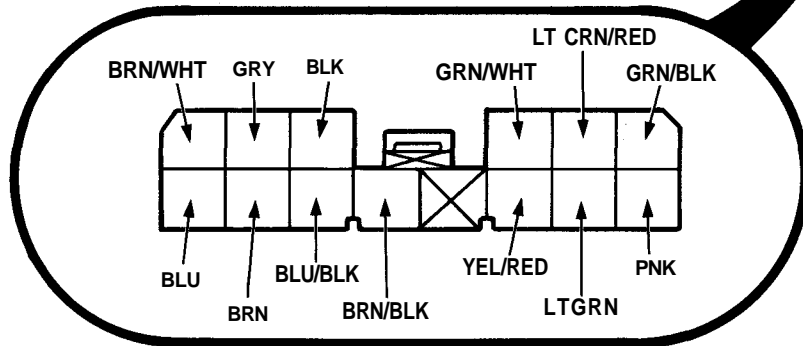 LT CRN/RED
BRN/WHT GRY BLK GRN/WHT GRN/BLK
BLU BLU/BLK YEL/RED PNK
BRN BRN/BLK LTGRN